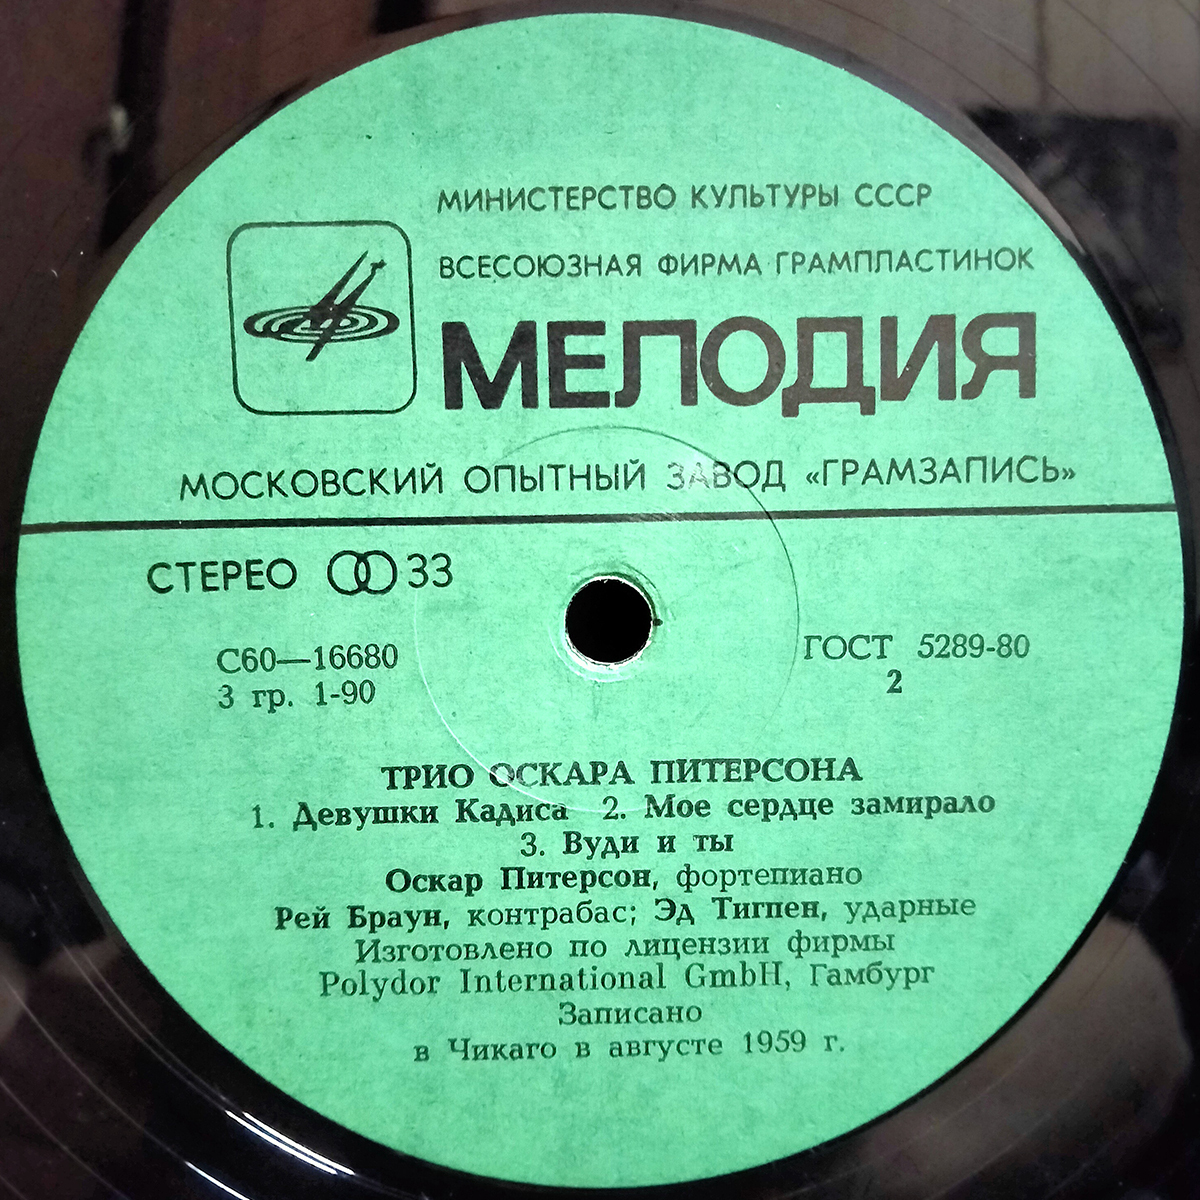 МИНИСТЕРСТВО КУЛЬТУРЫ СССР
ВСЕСОЮЗНАЯ ФИРМА ГРАМПЛАСТИНОК
МЕЛОДИЯ
МОСКОВСКИЙ ОПЫТНЫЙ ЗАВОД «ГРАМЗАПИСЬ»
СТЕРЕО 33
С60—16680
3 гр. 1-90
ГОСТ 5289-80
2
ТРИО ОСКАРА ПИТЕРСОНА
1. Девушки Кадиса 2. Мое сердце замирало
3. Вуди и ты
Оскар Питерсон, фортепиано
Рей Браун, контрабас; Эд Тигпен, ударные
Изготовлено по лицензии фирмы
Polydor International GmbH, Гамбург
Записано
в Чикаго в августе 1959 г.